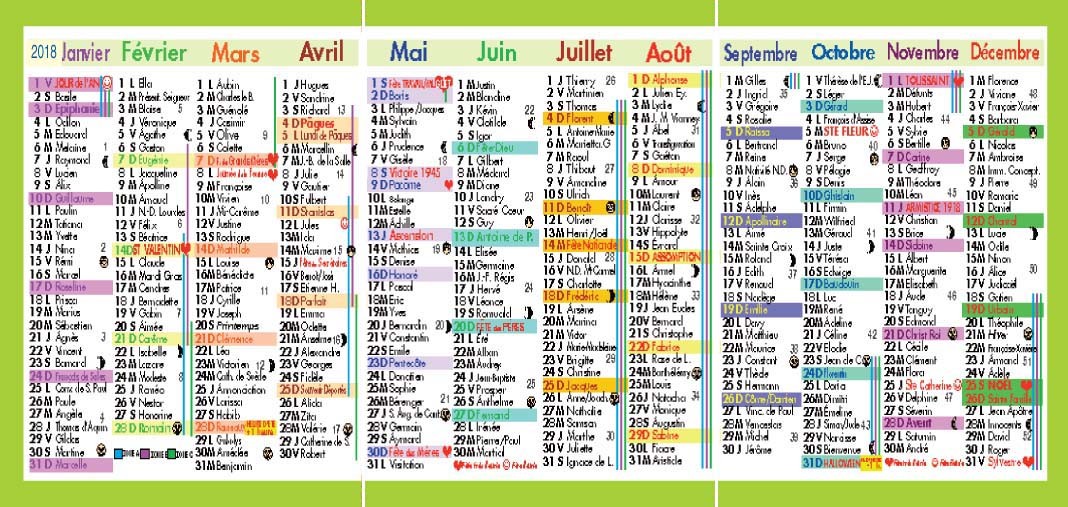 2018 Janvier
1 V JOUR de l'AN
2 S Basile
3 D Epiphanie
4 L Odilon
5 M Edouard
6 M Melaine 1
7 J Raymond
8 V Lucien
9 S Alix
10 D Guillaume
11 L Paulin
12 M Tatiana
13 M Yvette
14 J Nina 2
15 V Rémi
16 S Marcel
17 D Roseline
18 L Prisca
19 M Marius
20 M Sébastien
21 J Agnès 3
22 V Vincent
23 S Barnard
24 D François de Sales
25 L Conv. de S. Paul
26 M Paule
27 M Angèle 4
28 J Thomas d'Aquin
29 V Gildas
30 S Martine
31 D Marcelle
Février
1 L Ella
2 M Présent. Seigneur
3 M Blaise 5
4 J Véronique
5 V Agathe
6 S Gaston
7 D Eugénie
8 L Jacqueline
9 M Apolline
10 M Arnaud
11 J N.-D. Lourdes
12 V Félix 6
13 S Béatrice
14 D ST VALENTIN
15 L Claude
16 M Mardi Gras
17 M Cendres
18 J Bernadette
19 V Gabin 7
20 S Aimée
21 D Carême
22 L Isabelle
23 M Lazare
24 M Modeste 8
25 J Roméo
26 V Nestor
27 S Honorine
28 D Romain
ZONE A ZONE B ZONE C
Mars
1 L Aubin
2 M Charles le B.
3 M Guénolé
4 J Casimir
5 V Olive 9
6 S Colette
7 D Fête des Grands-Mères
8 L Journée de la Femme
9 M Françoise
10 M Vivien 10
11 J Mi-Carême
12 V Justine
13 S Rodrigue
14 D Mathilde
15 L Louise
16 M Bénédicte
17 M Patrice 11
18 J Cyrille
19 V Joseph
20 S Printemps
21 D Clémence
22 L Léa
23 M Victorien 12
24 M Cath. de Suède
25 J Annonciation
26 V Larissa
27 S Habib
28 D Rameaux
29 L Gwladys
30 M Amédée
31 M Benjamin
Avril
1 J Hugues
2 V Sandrine
3 S Richard 13
4 D Pâques
5 L Lundi de Pâques
6 M Marcellin
7 M J.-B. de la Salle
8 J Julie 14
9 V Gautier
10 S Fulbert
11 D Stanislas
12 L Jules
13 M Ida
14 M Maxime 15
15 J Fête des Secrétaires
16 V Benoît/José
17 S Etienne H.
18 D Parfait
19 L Emma
20 M Odette
21 M Anselme 16
22 J Alexandre
23 V Georges
24 S Fidèle
25 D Souvenir Déportés
26 L Alida
27 M Zita
28 M Valérie 17
29 J Catherine de S.
30 V Robert
Mai
1 S Fête TRAVAIL
2 D Boris
3 L Philippe/Jacques
4 M Sylvain
5 M Judith
6 J Prudence
7 V Gisèle 18
8 S Victoire 1945
9 D Pacôme
10 L Solange
11 M Estelle
12 M Achille
13 J Ascension
14 V Mathias 19
15 S Denise
16 D Honoré
17 L Pascal
18 M Eric
19 M Yves
20 J Bernardin 20
21 V Constantin
22 S Emile
23 D Pentecôte
24 L Donatien
25 M Sophie
26 M Bérenger 21
27 J S. Aug. de Cant.
28 V Germain
29 S Aymard
30 D Fête des Mères
31 L Visitation
Juin
1 M Justin
2 M Blandine
3 J Kévin 22
4 V Clotilde
5 S Igor
6 D Fête Dieu
7 L Gilbert
8 M Médard
9 M Diane
10 J Landry 23
11 V Sacré Coeur
12 S Guy
13 D Antoine de P.
14 L Elisée
15 M Germaine
16 M J.-F. Régis
17 J Hervé 24
18 V Léonce
19 S Romuald
20 D FÊTE des PÈRES
21 L Été
22 M Alban
23 M Audrey
24 J Jean-Baptiste
25 V Prosper 25
26 S Anthelme
27 D Fernand
28 L Irénée
29 M Pierre/Paul
30 M Martial
Juillet
1 J Thierry 26
2 V Martinien
3 S Thomas
4 D Florent
5 L Antoine-Marie
6 M Marietta.G
7 M Raoul
8 J Thibaut 27
9 V Amandine
10 S Ulrich
11 D Benoît
12 L Olivier
13 M Henri/Joël
14 M Fête Nationale
15 J Donald 28
16 V N.D. Mt-Carmel
17 S Charlotte
18 D Frédéric
19 L Arsène
20 M Marina
21 M Victor
22 J Marie-Madeleine
23 V Brigitte 29
24 S Christine
25 D Jacques
26 L Anne/Joach.
27 M Nathalie
28 M Samson
29 J Marthe 30
30 V Juliette
31 S Ignace de L.
Août
1 D Alphonse
2 L Julien Ey.
3 M Lydie
4 M J.-M. Vianney
5 J Abel 31
6 V Transfiguration
7 S Gaétan
8 D Dominique
9 L Amour
10 M Laurent
11 M Claire
12 J Clarisse 32
13 V Hippolyte
14 S Évrard
15 D ASSOMPTION
16 L Armel
17 M Hyacinthe
18 M Hélène 33
19 J Jean Eudes
20 V Bernard
21 S Christophe
22 D Fabrice
23 L Rose de L.
24 M Barthélémy
25 M Louis
26 J Natacha 34
27 V Monique
28 S Augustin
29 D Sabine
30 L Fiacre
31 M Aristide
Septembre
1 M Gilles
2 J Ingrid 35
3 V Grégoire
4 S Rosalie
5 D Raïssa
6 L Bertrand
7 M Reine
8 M Nativité N.D.
9 J Alain 36
10 V Inès
11 S Adelphe
12 D Apollinaire
13 L Aimé
14 M Sainte Croix
15 M Roland
16 J Edith 37
17 V Renaud
18 S Nadège
19 D Emilie
20 L Davy
21 M Matthieu
22 M Maurice 38
23 J Constant
24 V Thècle
25 S Hermann
26 D Côme/Damien
27 L Vinc. de Paul
28 M Venceslas
29 M Michel 39
30 J Jérôme
Octobre
1 V Thérèse de l'E.J.
2 S Léger
3 D Gérard
4 L François d'Assise
5 M STE FLEUR
6 M Bruno 40
7 J Serge
8 V Pélagie
9 S Denis
10 D Ghislain
11 L Firmin
12 M Wilfried
13 M Géraud 41
14 J Juste
15 V Térésa
16 S Edwige
17 D Baudouin
18 L Luc
19 M René
20 M Adeline
21 J Céline 42
22 V Elodie
23 S Jean de C.
24 D Florentin
25 L Doria
26 M Dimitri
27 M Emeline
28 J Simon/Jude 43
29 V Narcisse
30 S Bienvenue
31 D HALLOWEEN
Novembre
1 L TOUSSAINT
2 M Défunts
3 M Hubert
4 J Charles 44
5 V Sylvie
6 S Bertille
7 D Carine
8 L Geoffroy
9 M Théodore
10 M Léon 45
11 J ARMISTICE 1918
12 V Christian
13 S Brice
14 D Sidoine
15 L Albert
16 M Marguerite
17 M Elisabeth
18 J Aude 46
19 V Tanguy
20 S Edmond
21 D Christ Roi
22 L Cécile
23 M Clément
24 M Flora
25 J Ste Catherine
26 V Delphine 47
27 S Séverin
28 D Avent
29 L Saturnin
30 M André
Décembre
1 M Florence
2 J Viviane 48
3 V François-Xavier
4 S Barbara
5 D Gérald
6 L Nicolas
7 M Ambroise
8 M Imm. Concept.
9 J P. Fourier 49
10 V Romaric
11 S Daniel
12 D Chantal
13 L Lucie
14 M Odile
15 M Ninon
16 J Alice 50
17 V Judicaël
18 S Gatien
19 D Urbain
20 L Théophile
21 M Hiver
22 M Françoise-Xavière
23 J Armand 51
24 V Adèle
25 S NOËL
26 D Sainte Famille
27 L Jean Apôtre
28 M Innocents
29 M David 52
30 J Roger
31 V Sylvestre